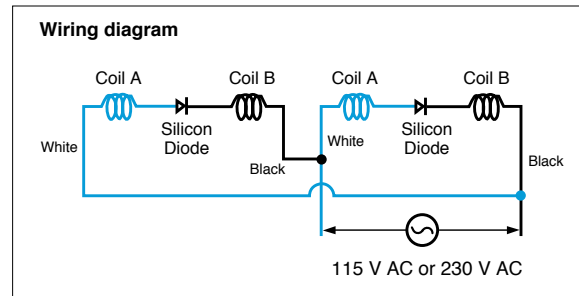 Wiring diagram
Coil A
Coil B
Coil A
Coil B
Silicon
Diode
Silicon
Diode
White
Black
White
Black
115 V AC or 230 V AC